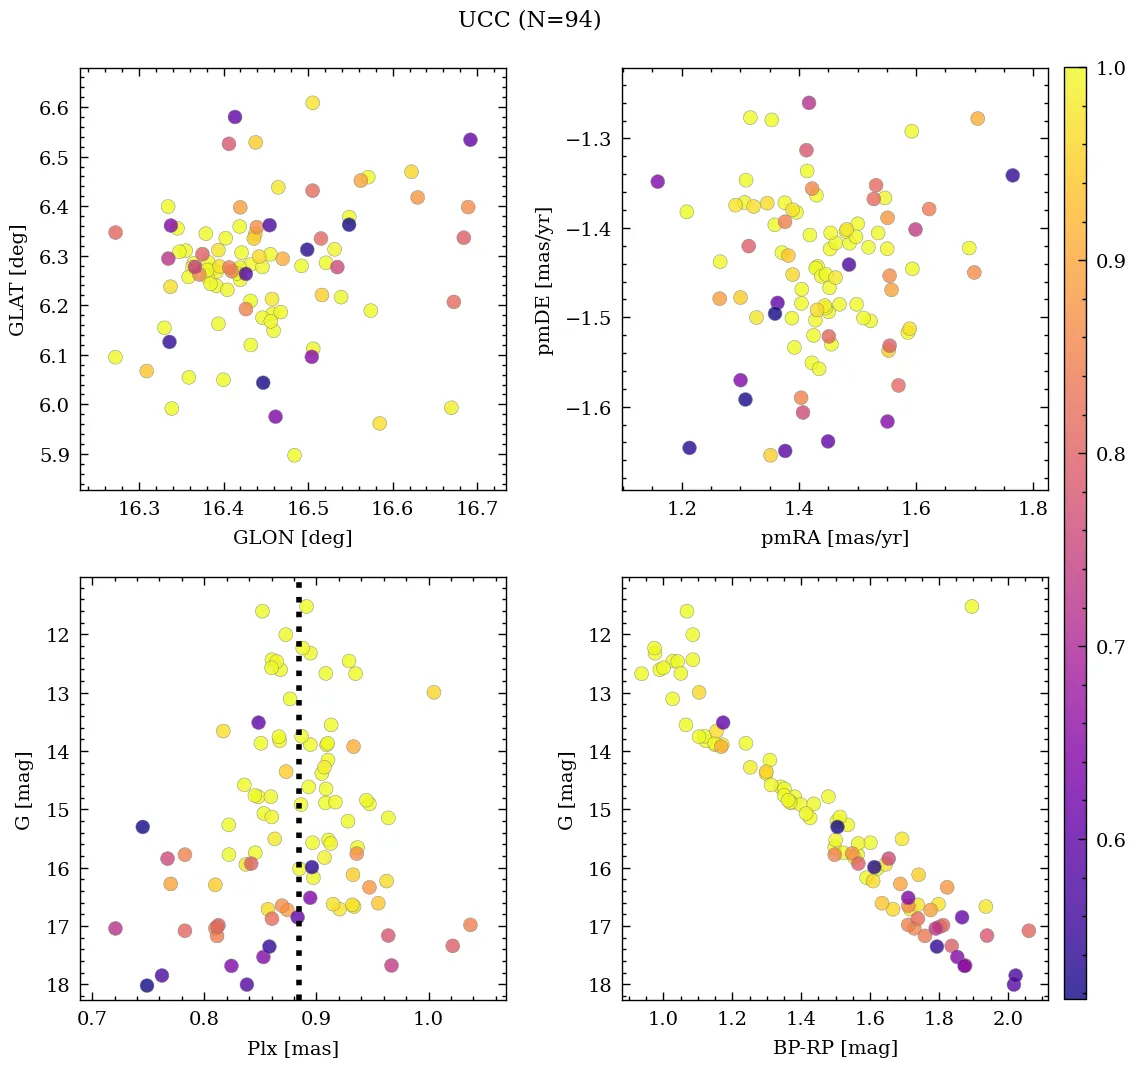 UCC (N=94)
6.6
6.5
6.4
6.3
6.2
6.1
6.0
5.9
GLAT [deg]
16.3 16.4 16.5 16.6 16.7
GLON [deg]
−1.3
−1.4
−1.5
−1.6
pmDE [mas/yr]
1.2 1.4 1.6 1.8
pmRA [mas/yr]
1.0
0.9
0.8
0.7
0.6
12
13
14
15
16
17
18
G [mag]
0.7 0.8 0.9 1.0
Plx [mas]
12
13
14
15
16
17
18
G [mag]
1.0 1.2 1.4 1.6 1.8 2.0
BP-RP [mag]